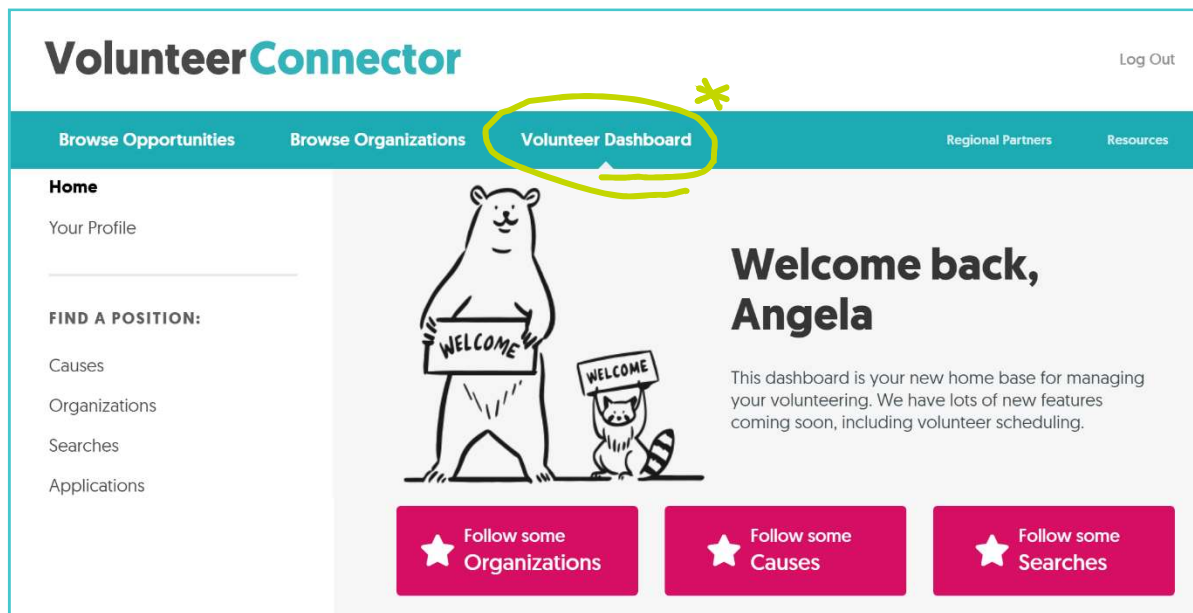 VolunteerConnector
Log Out
Browse Opportunities
Browse Organizations
Volunteer Dashboard
Regional Partners
Resources
Home
Your Profile
FIND A POSITION:
Causes
Organizations
Searches
Applications
WELCOME
WELCOME
Welcome back,
Angela
This dashboard is your new home base for managing
your volunteering. We have lots of new features
coming soon, including volunteer scheduling.
Follow some
Organizations
Follow some
Causes
Follow some
Searches